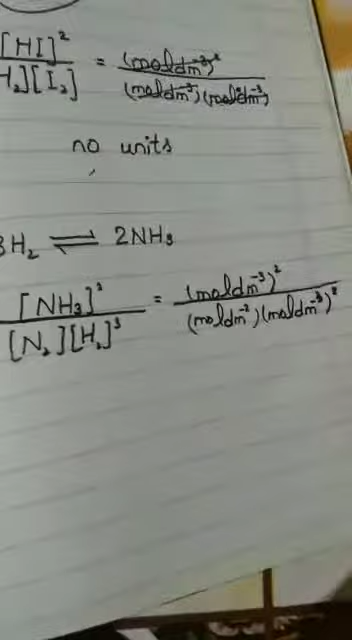 [HI]² / H₂][I₂] = (moldm⁻³)² / (moldm⁻³)(moldm⁻³)
no units
3H₂ ⇌ 2NH₃
[NH₃]³ / [N₂][H₂]³ = (moldm⁻³)² / (moldm⁻²)(moldm⁻³)²